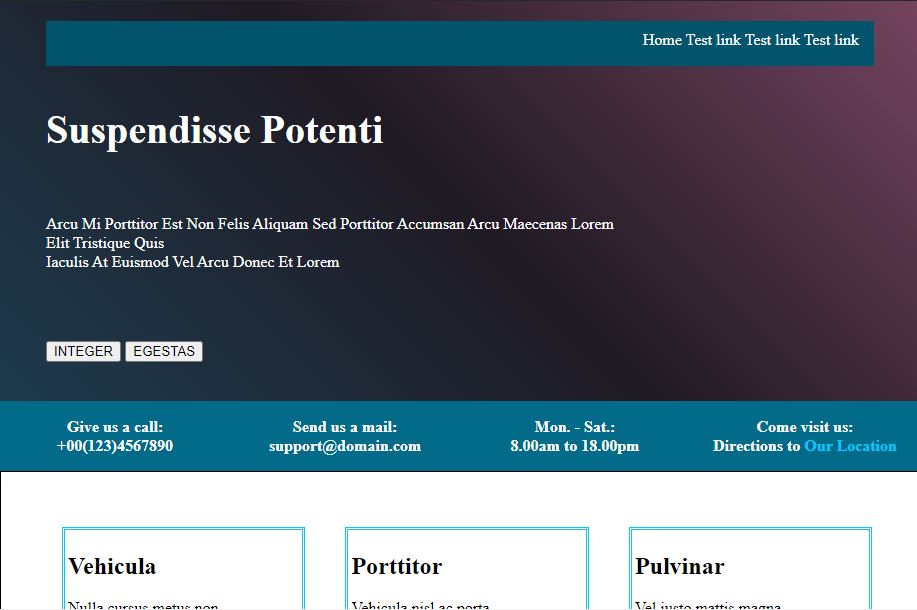 Home Test link Test link Test link
Suspendisse Potenti
Arcu Mi Porttitor Est Non Felis Aliquam Sed Porttitor Accumsan Arcu Maecenas Lorem
Elit Tristique Quis
Iaculis At Euismod Vel Arcu Donec Et Lorem
INTEGER EGESTAS
Give us a call:
+00(123)4567890
Send us a mail:
support@domain.com
Mon. - Sat.:
8.00am to 18.00pm
Come visit us:
Directions to Our Location
Vehicula
Nulla cursus metus non
Porttitor
Vehicula nisl ac porta
Pulvinar
Vel justo mattis magna